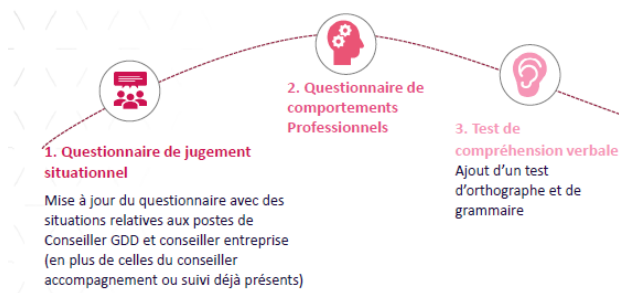 1. Questionnaire de jugement
situationnel
Mise à jour du questionnaire avec des
situations relatives aux postes de
Conseiller GDD et conseiller entreprise
(en plus de celles du conseiller
accompagnement ou suivi déjà présents)
2. Questionnaire de
comportements
Professionnels
3. Test de
compréhension verbale
Ajout d'un test
d'orthographe et de
grammaire